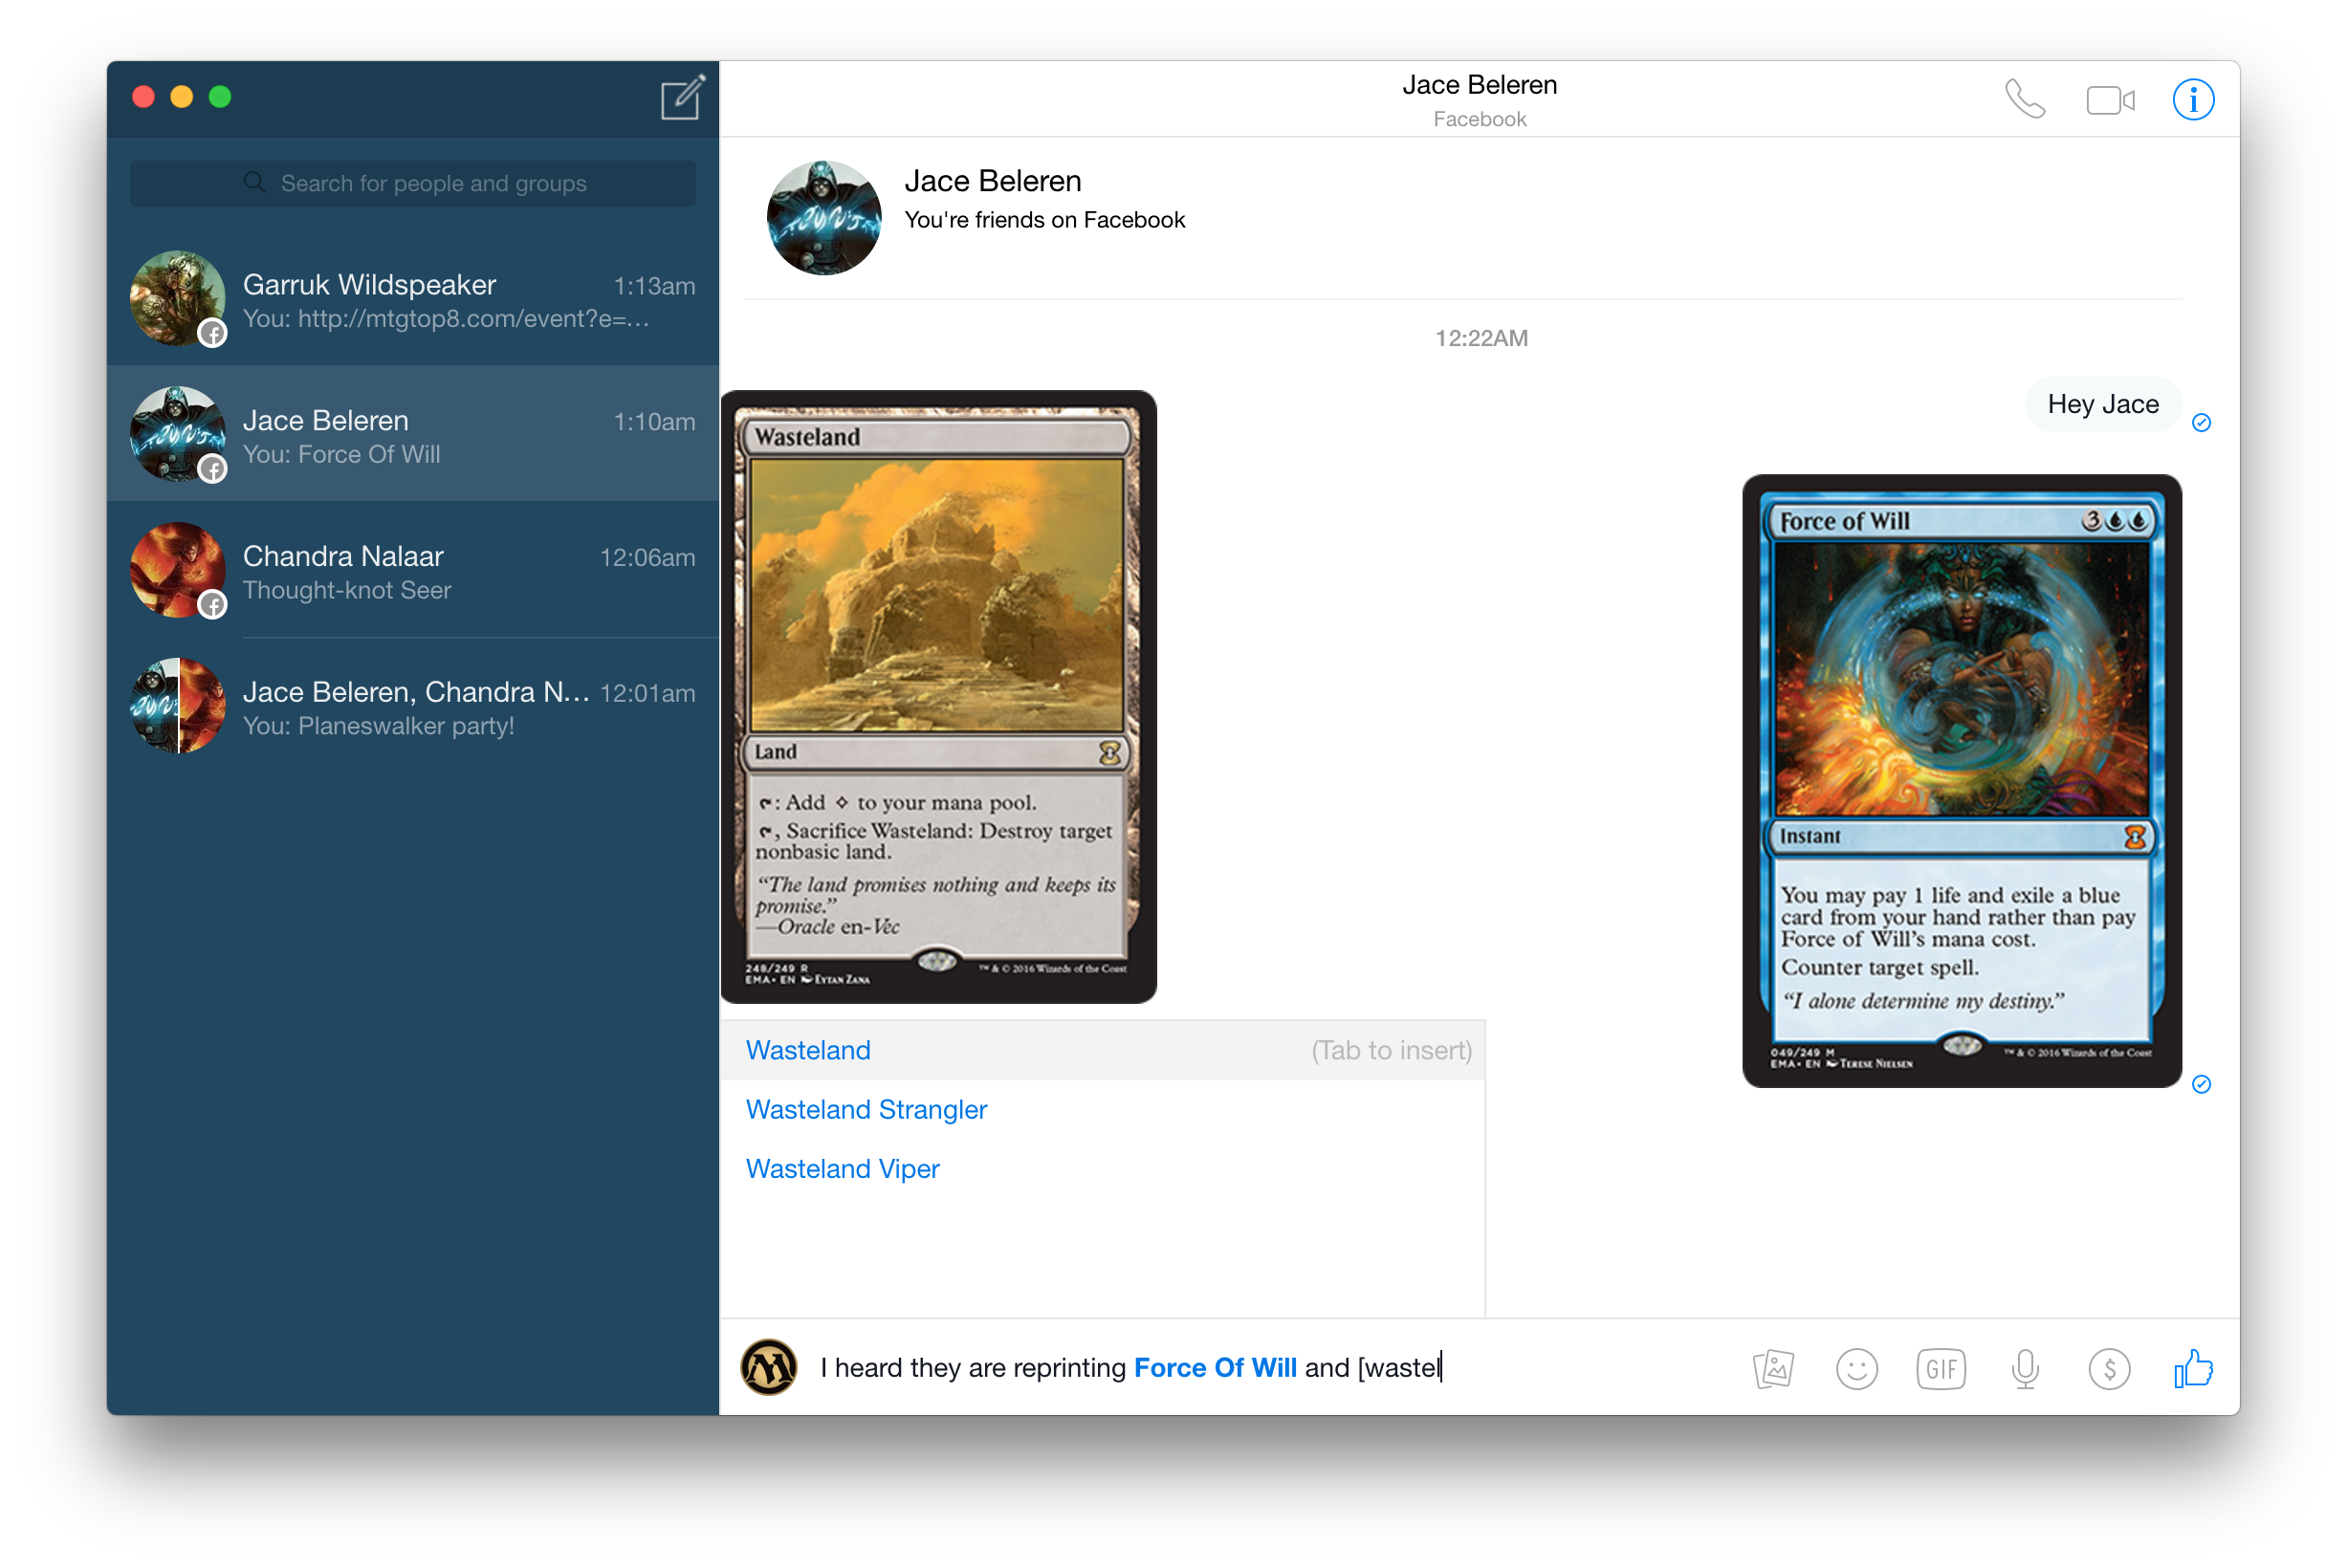 Search for people and groups
Garruk Wildspeaker 1:13am
You: http://mtgtop8.com/event?e=...
Jace Beleren 1:10am
You: Force Of Will
Chandra Nalaar 12:06am
Thought-knot Seer
Jace Beleren, Chandra N... 12:01am
You: Planeswalker party!
Jace Beleren
Facebook
Jace Beleren
You're friends on Facebook
12:22AM
Hey Jace
Wasteland
Land
: Add to your mana pool.
, Sacrifice Wasteland: Destroy target
nonbasic land.
“The land promises nothing and keeps its
promise.”
—Oracle en-Vec
248/249 R
EMA • EN EYTAN ZANA
™ & © 2016 Wizards of the Coast
Force of Will 3
Instant
You may pay 1 life and exile a blue
card from your hand rather than pay
Force of Will's mana cost.
Counter target spell.
“I alone determine my destiny.”
049/249 M
EMA • EN TERESE NIELSEN
™ & © 2016 Wizards of the Coast
Wasteland (Tab to insert)
Wasteland Strangler
Wasteland Viper
I heard they are reprinting Force Of Will and [wastel
GIF
$